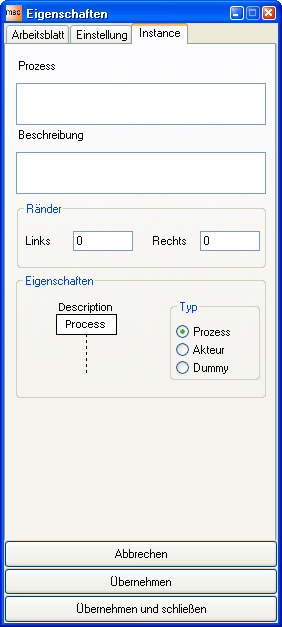 msc Eigenschaften
Arbeitsblatt Einstellung Instance
Prozess
Beschreibung
Ränder
Links 0 Rechts 0
Eigenschaften
Description
Process
Typ
Prozess
Akteur
Dummy
Abbrechen
Übernehmen
Übernehmen und schließen